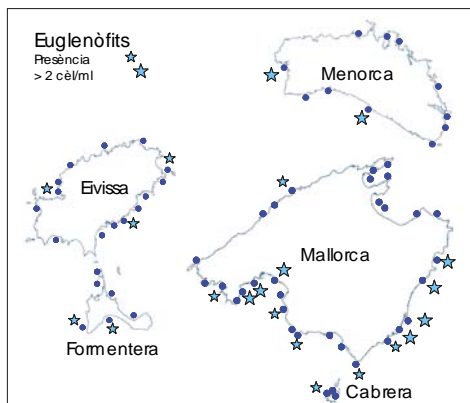 Euglenòfits
Presència
> 2 cèl/ml
Menorca
Eivissa
Mallorca
Formentera
Cabrera